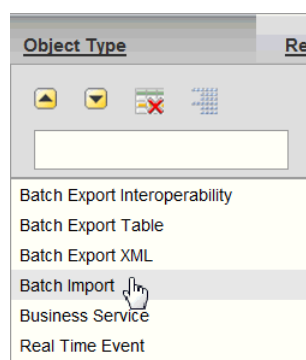 Object Type Re
Batch Export Interoperability
Batch Export Table
Batch Export XML
Batch Import
Business Service
Real Time Event